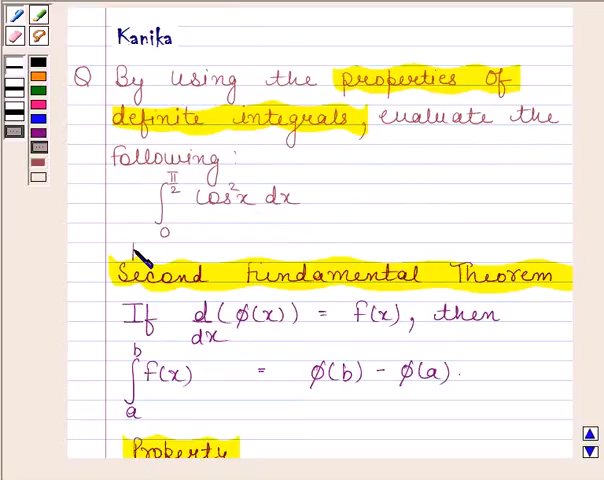 Kanika
Q By using the properties of
definite integrals, evaluate the
following:
∫₀^(π/2) cos²x dx
Second Fundamental Theorem
If d/dx (φ(x)) = f(x), then
∫ₐᵇ f(x) = φ(b) - φ(a).
Property